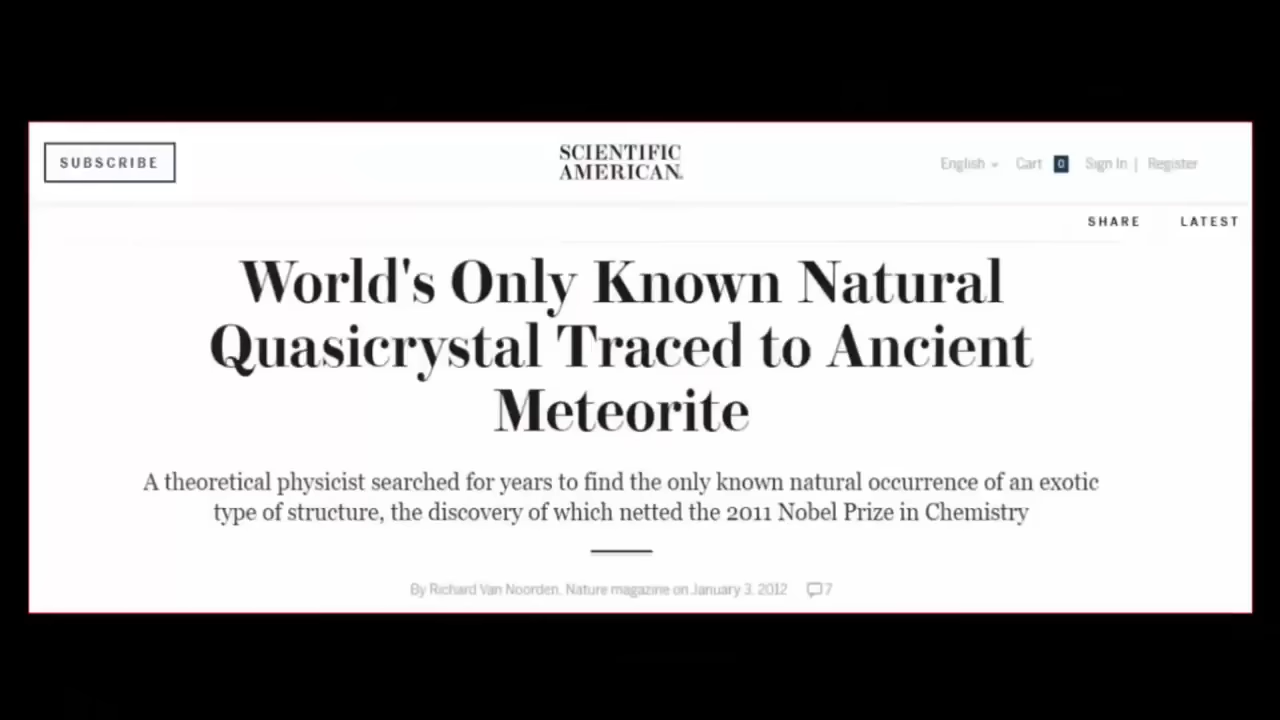 SUBSCRIBE
SCIENTIFIC
AMERICAN
English
Cart 0
Sign In | Register
SHARE
LATEST
World's Only Known Natural
Quasicrystal Traced to Ancient
Meteorite
A theoretical physicist searched for years to find the only known natural occurrence of an exotic
type of structure, the discovery of which netted the 2011 Nobel Prize in Chemistry
By Richard Van Noorden, Nature magazine on January 3, 2012 7